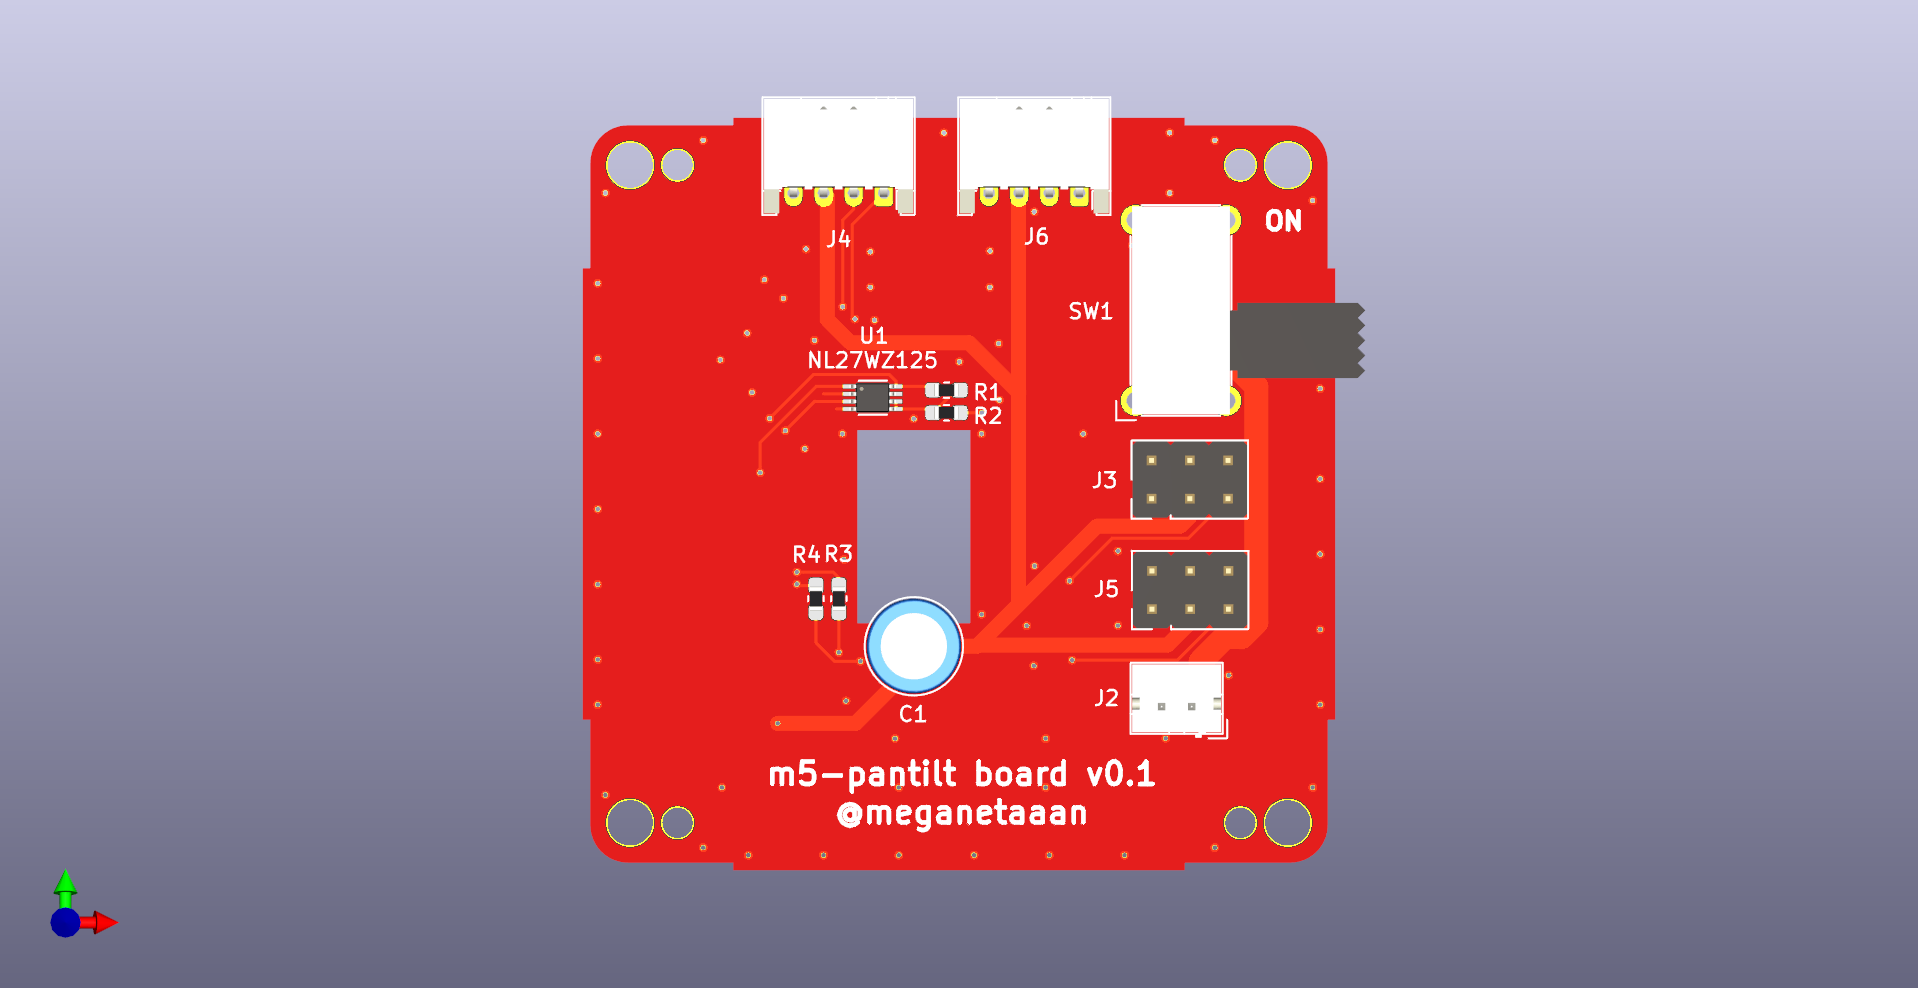 J4
J6
ON
SW1
U1
NL27WZ125
R1
R2
J3
R4 R3
J5
J2
C1
m5-pantilt board v0.1
@meganetaaan